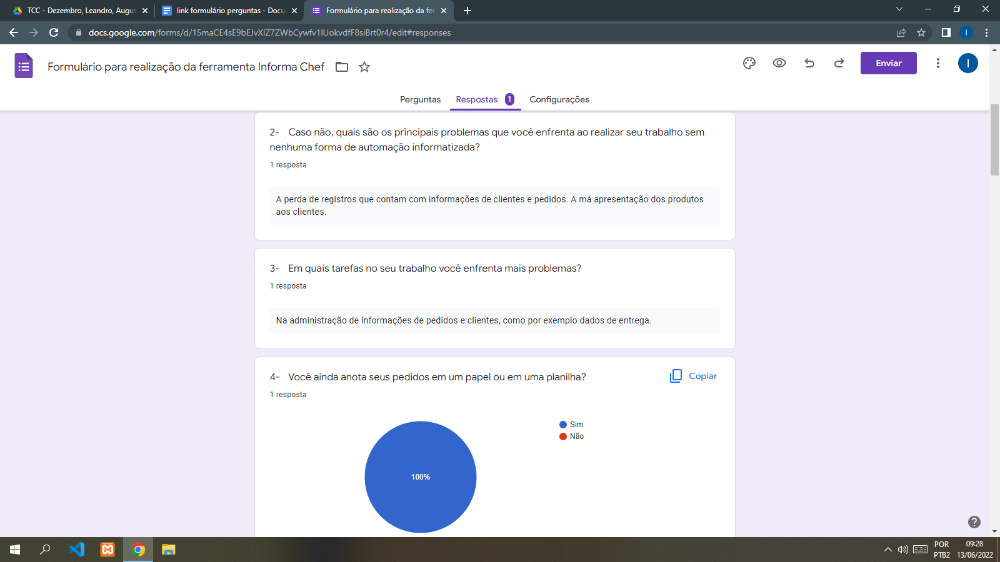 TCC - Dezembro, Leandro, Augus
link formulário perguntas - Docu
Formulário para realização da fer
docs.google.com/forms/d/15maCE4sE9bEJvXIZ7ZWbCywfv1IUokvdfF8siBrt0r4/edit#responses
I
Formulário para realização da ferramenta Informa Chef
Enviar
I
Perguntas
Respostas 1
Configurações
2- Caso não, quais são os principais problemas que você enfrenta ao realizar seu trabalho sem
nenhuma forma de automação informatizada?
1 resposta
A perda de registros que contam com informações de clientes e pedidos. A má apresentação dos produtos
aos clientes.
3- Em quais tarefas no seu trabalho você enfrenta mais problemas?
1 resposta
Na administração de informações de pedidos e clientes, como por exemplo dados de entrega.
4- Você ainda anota seus pedidos em um papel ou em uma planilha?
Copiar
1 resposta
Sim
Não
100%
POR
PTB2
09:28
13/06/2022